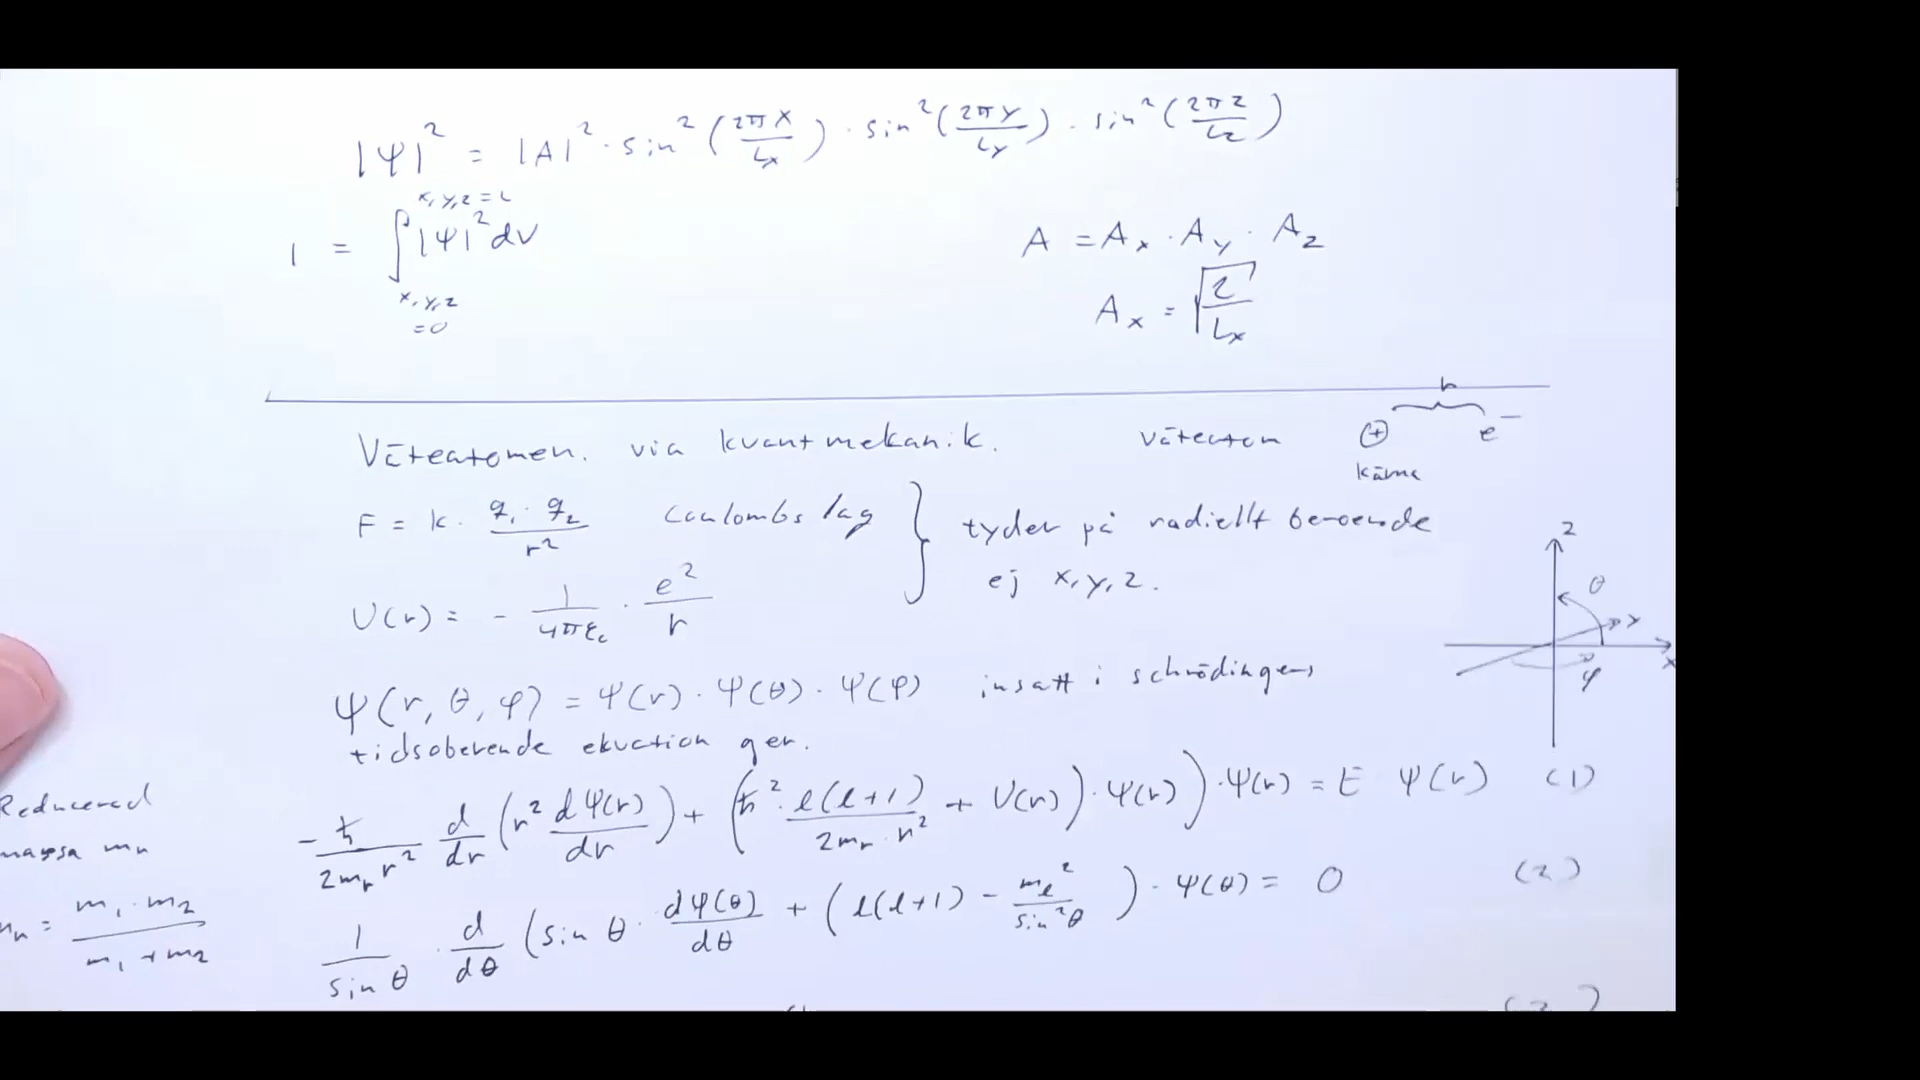 |Ψ|² = |A|² · sin² (2πx/Lx) · sin² (2πy/Ly) · sin² (2πz/Lz)
x,y,z = L
1 = ∫ |Ψ|² dV
x,y,z
=0
A = Ax · Ay · Az
Ax = √(2/Lx)
Väteatomen. via kvantmekanik.
väteatom
r
⊕ e⁻
kärna
F = k · q₁ · q₂ / r² Coulombs lag
tyder på radiellt beroende
ej x,y,z.
U(r) = - 1/4πε₀ · e²/r
z
θ
y
x
φ
Ψ(r, θ, φ) = Ψ(r) · Ψ(θ) · Ψ(φ) insatt i schrödingers
tidsoberende ekvation ger.
-ħ/2mᵣr² d/dr (r² dΨ(r)/dr) + (ħ² · l(l+1)/2mᵣ · r² + U(r)) · Ψ(r)) · Ψ(r) = E Ψ(r) (1)
1/sin θ · d/dθ (sin θ · dΨ(θ)/dθ + (l(l+1) - mₗ²/sin²θ) · Ψ(θ) = 0 (2)
Reducerad
massa mᵣ
mᵣ = m₁ · m₂ / m₁ + m₂